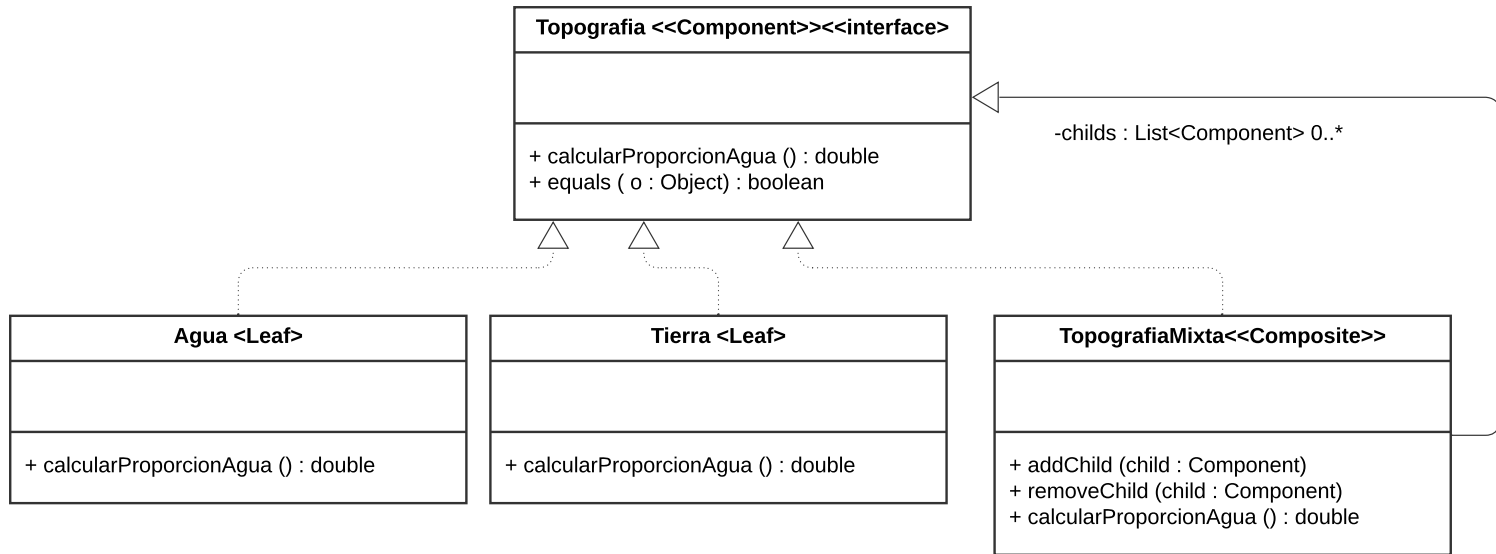 Topografia <<Component>><<interface>
+ calcularProporcionAgua () : double
+ equals ( o : Object) : boolean
-childs : List<Component> 0..*
Agua <Leaf>
+ calcularProporcionAgua () : double
Tierra <Leaf>
+ calcularProporcionAgua () : double
TopografiaMixta<<Composite>>
+ addChild (child : Component)
+ removeChild (child : Component)
+ calcularProporcionAgua () : double